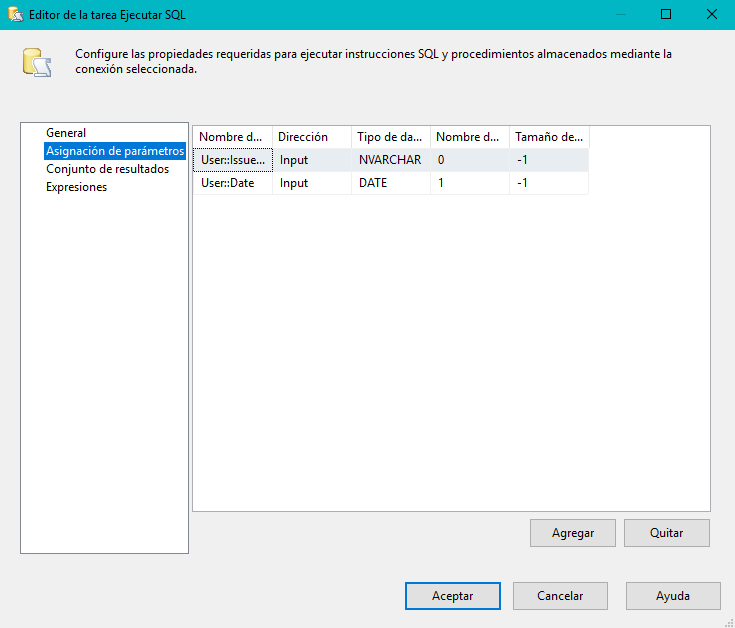 Editor de la tarea Ejecutar SQL
Configure las propiedades requeridas para ejecutar instrucciones SQL y procedimientos almacenados mediante la
conexión seleccionada.
General
Asignación de parámetros
Conjunto de resultados
Expresiones
Nombre d... Dirección Tipo de da... Nombre d... Tamaño de...
User::Issue... Input NVARCHAR 0 -1
User::Date Input DATE 1 -1
Agregar Quitar
Aceptar Cancelar Ayuda